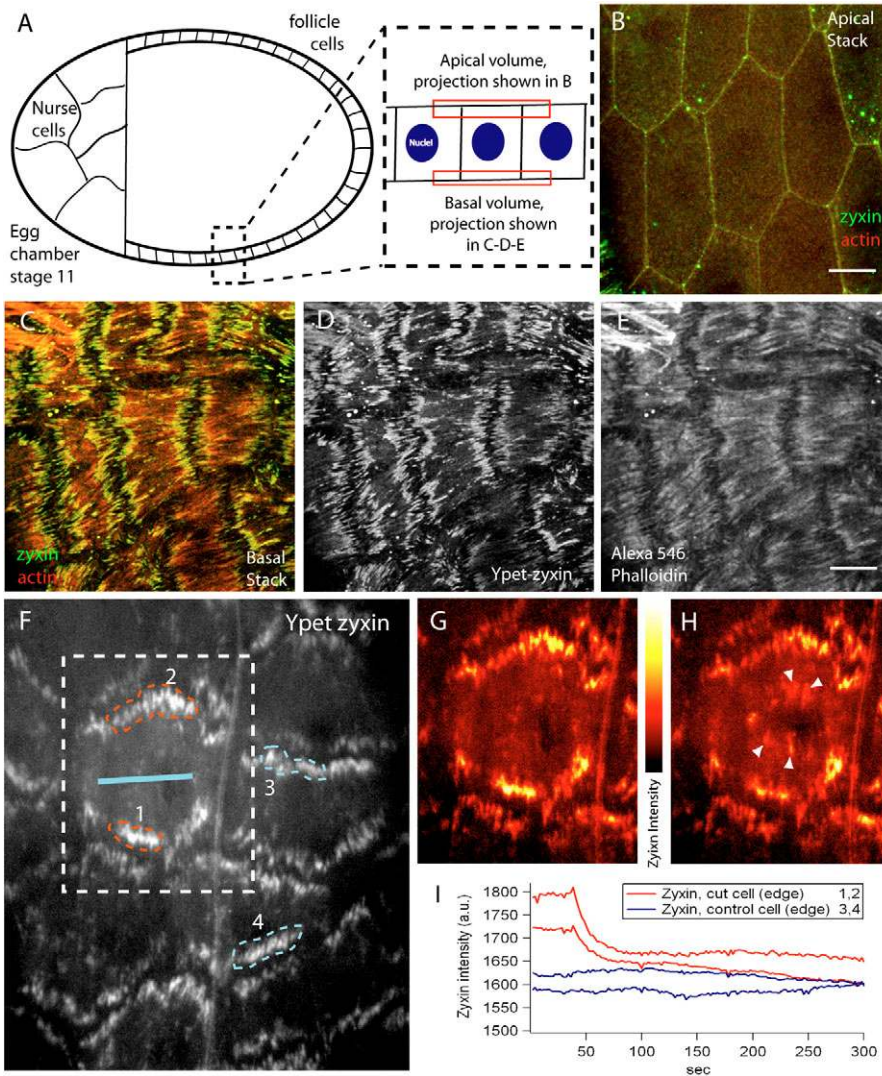 A
follicle
cells
Nurse
cells
Egg
chamber
stage 11
Apical volume,
projection shown in B
Nuclei
Basal volume,
projection shown
in C-D-E
B
Apical
Stack
zyxin
actin
C
zyxin
actin
Basal
Stack
D
Ypet-zyxin
E
Alexa 546
Phalloidin
F
Ypet zyxin
2
1
3
4
G
Zyixn Intensity
H
I
Zyxin intensity (a.u.)
1800
1750
1700
1650
1600
1550
1500
Zyxin, cut cell (edge) 1,2
Zyxin, control cell (edge) 3,4
50 100 150 200 250 300
sec